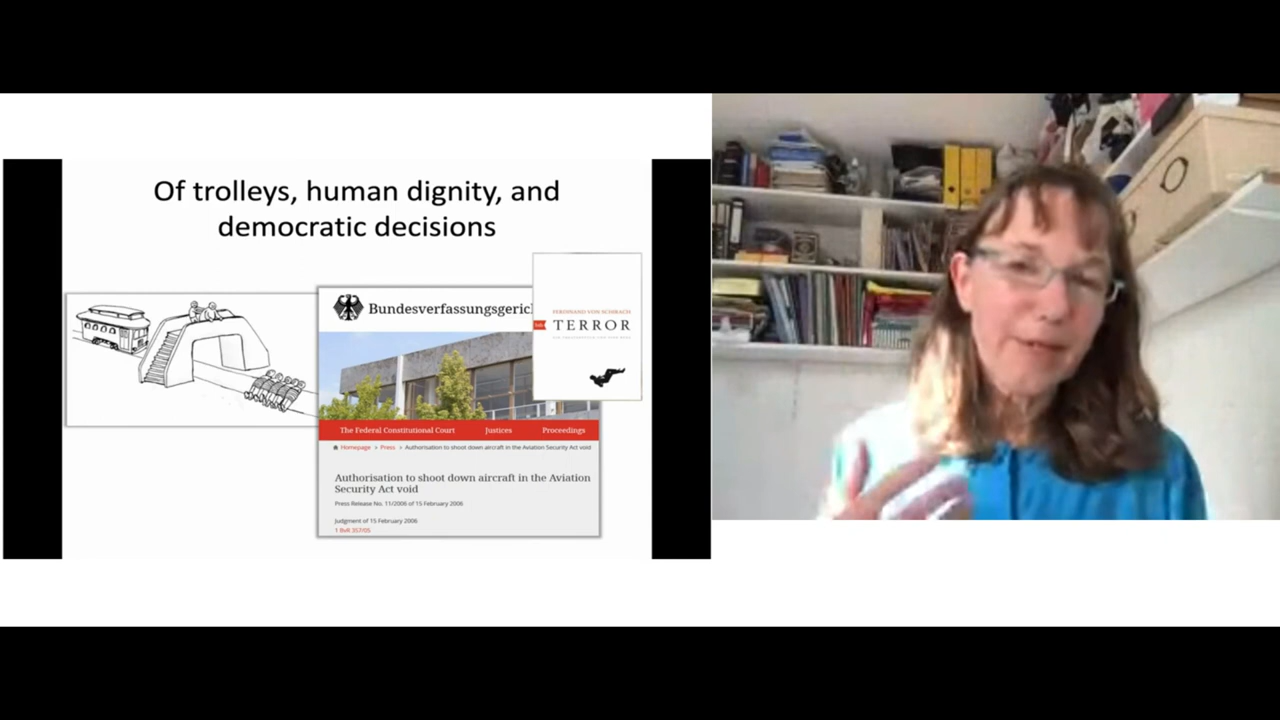 Of trolleys, human dignity, and
democratic decisions
Bundesverfassungsgeric
FERDINAND VON SCHIRACH
TERROR
The Federal Constitutional Court Justices Proceedings
Homepage > Press > Authorisation to shoot down aircraft in the Aviation Security Act void
Authorisation to shoot down aircraft in the Aviation
Security Act void
Press Release No. 11/2006 of 15 February 2006
Judgment of 15 February 2006
1 BvR 357/05